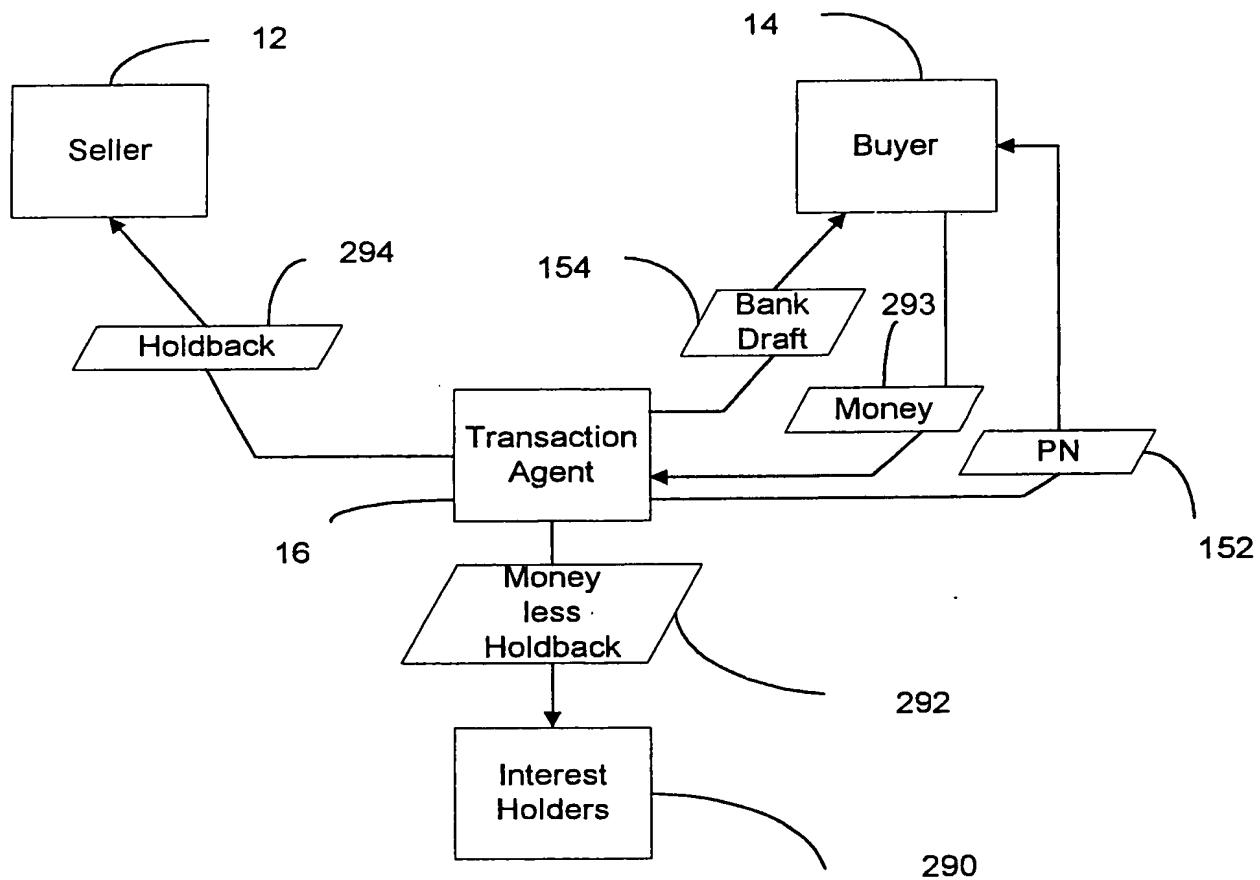 12
14
Seller
Buyer
294
154
Bank
Draft
293
Holdback
Money
Transaction
Agent
PN
16
152
Money
less
Holdback
292
Interest
Holders
290